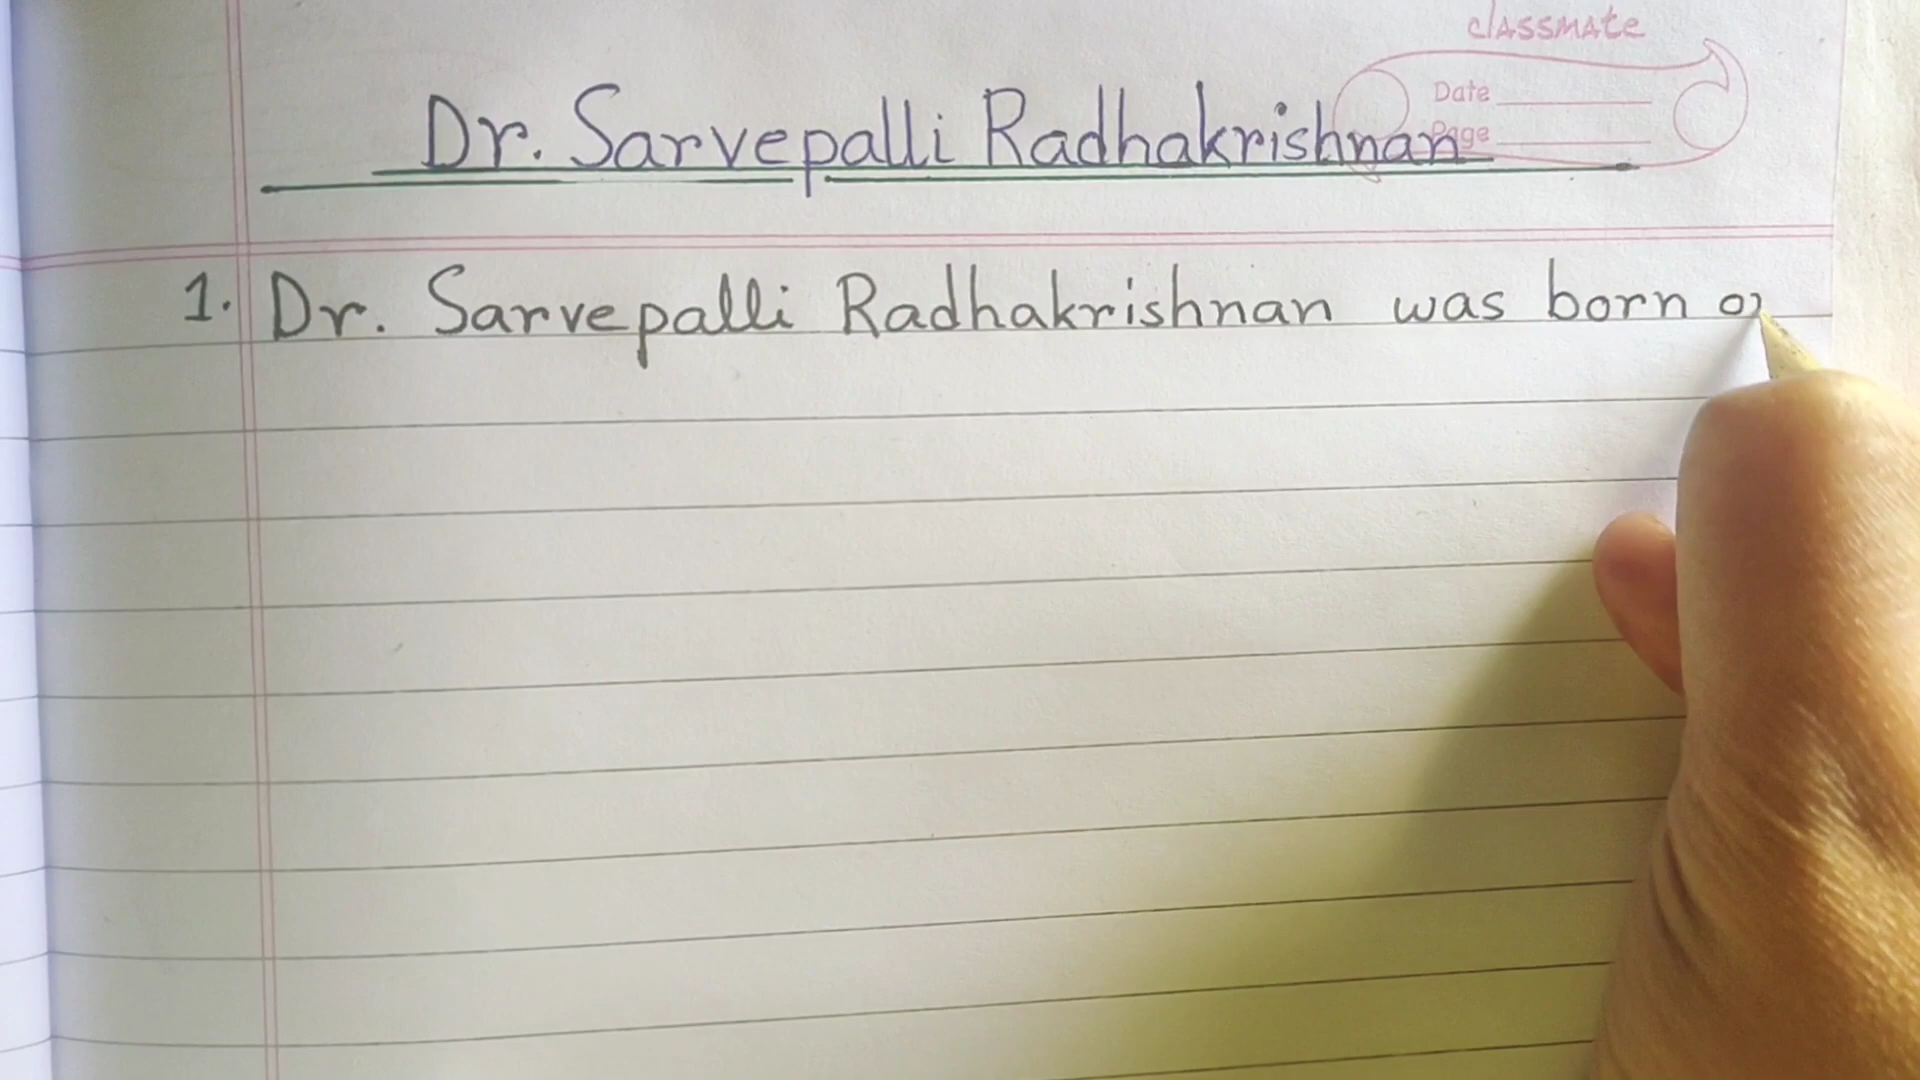 classmate
Date
Page
Dr. Sarvepalli Radhakrishnan
1. Dr. Sarvepalli Radhakrishnan was born